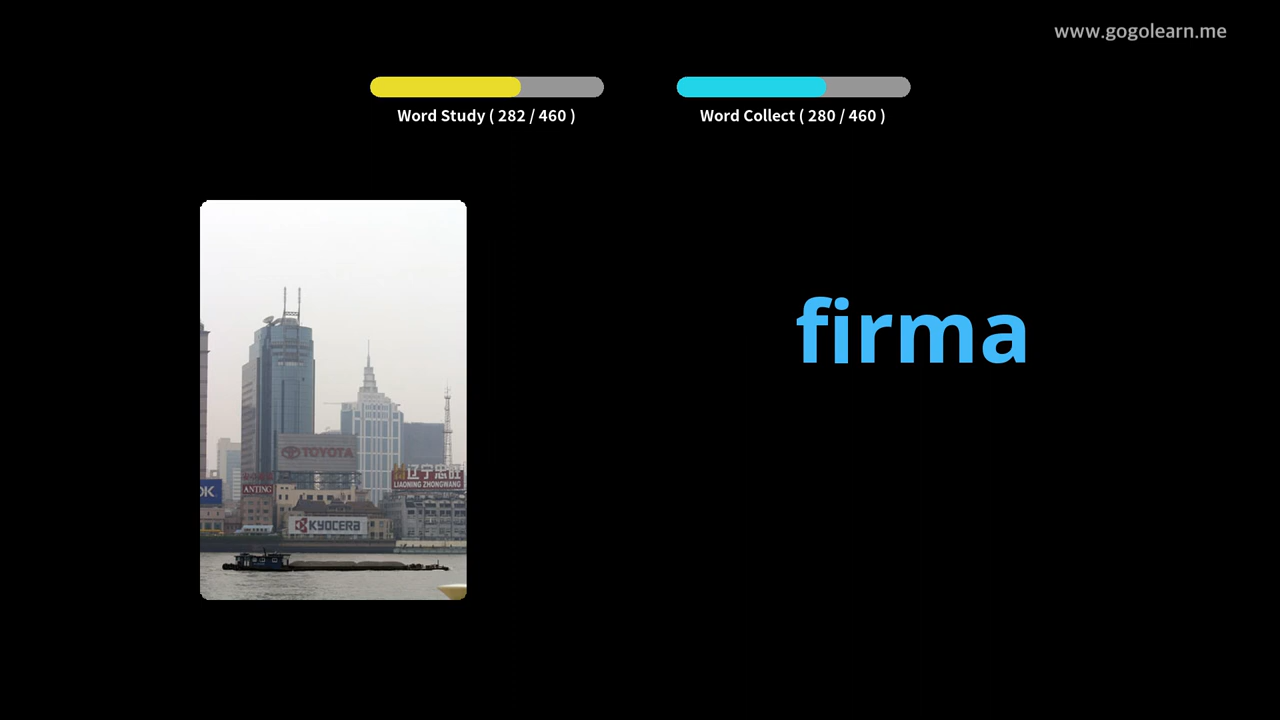 www.gogolearn.me
Word Study ( 282 / 460 )
Word Collect ( 280 / 460 )
firma
TOYOTA
辽宁忠旺
LIAONING ZHONGWANG
OK
ANTING
KYOCERA